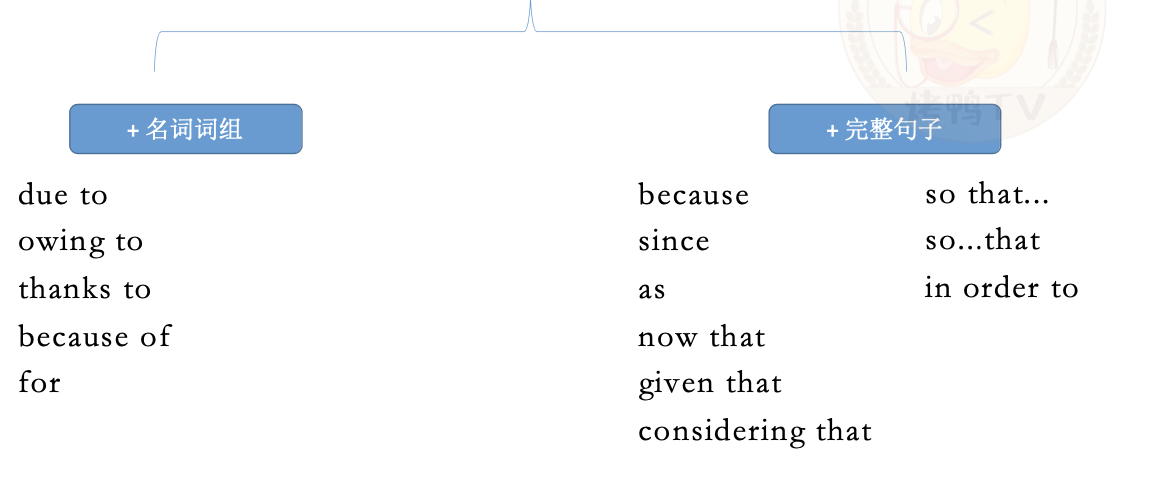 + 名词词组
+ 完整句子
due to
owing to
thanks to
because of
for
because
since
as
now that
given that
considering that
so that...
so...that
in order to
烤鸭TV